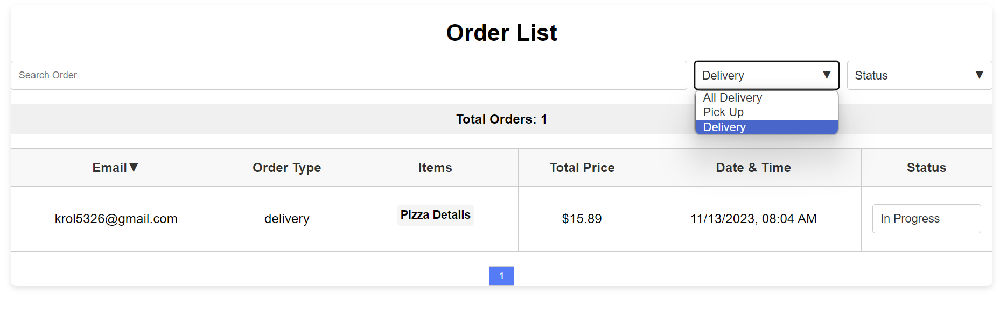 Order List
Search Order
Delivery ▼
Status ▼
All Delivery
Pick Up
Delivery
Total Orders: 1
Email▼ Order Type Items Total Price Date & Time Status
krol5326@gmail.com delivery Pizza Details $15.89 11/13/2023, 08:04 AM In Progress
1